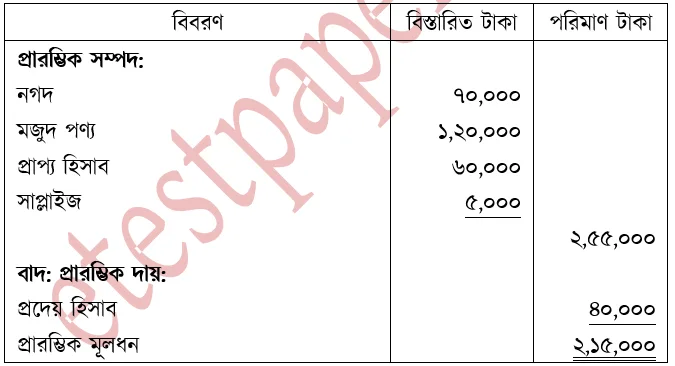 বিবরণ বিস্তারিত টাকা পরিমাণ টাকা
প্রারম্ভিক সম্পদ:
নগদ ৭০,০০০
মজুদ পণ্য ১,২০,০০০
প্রাপ্য হিসাব ৬০,০০০
সাপ্লাইজ ৫,০০০
২,৫৫,০০০
বাদ: প্রারম্ভিক দায়:
প্রদেয় হিসাব ৪০,০০০
প্রারম্ভিক মূলধন ২,১৫,০০০
etestpaper